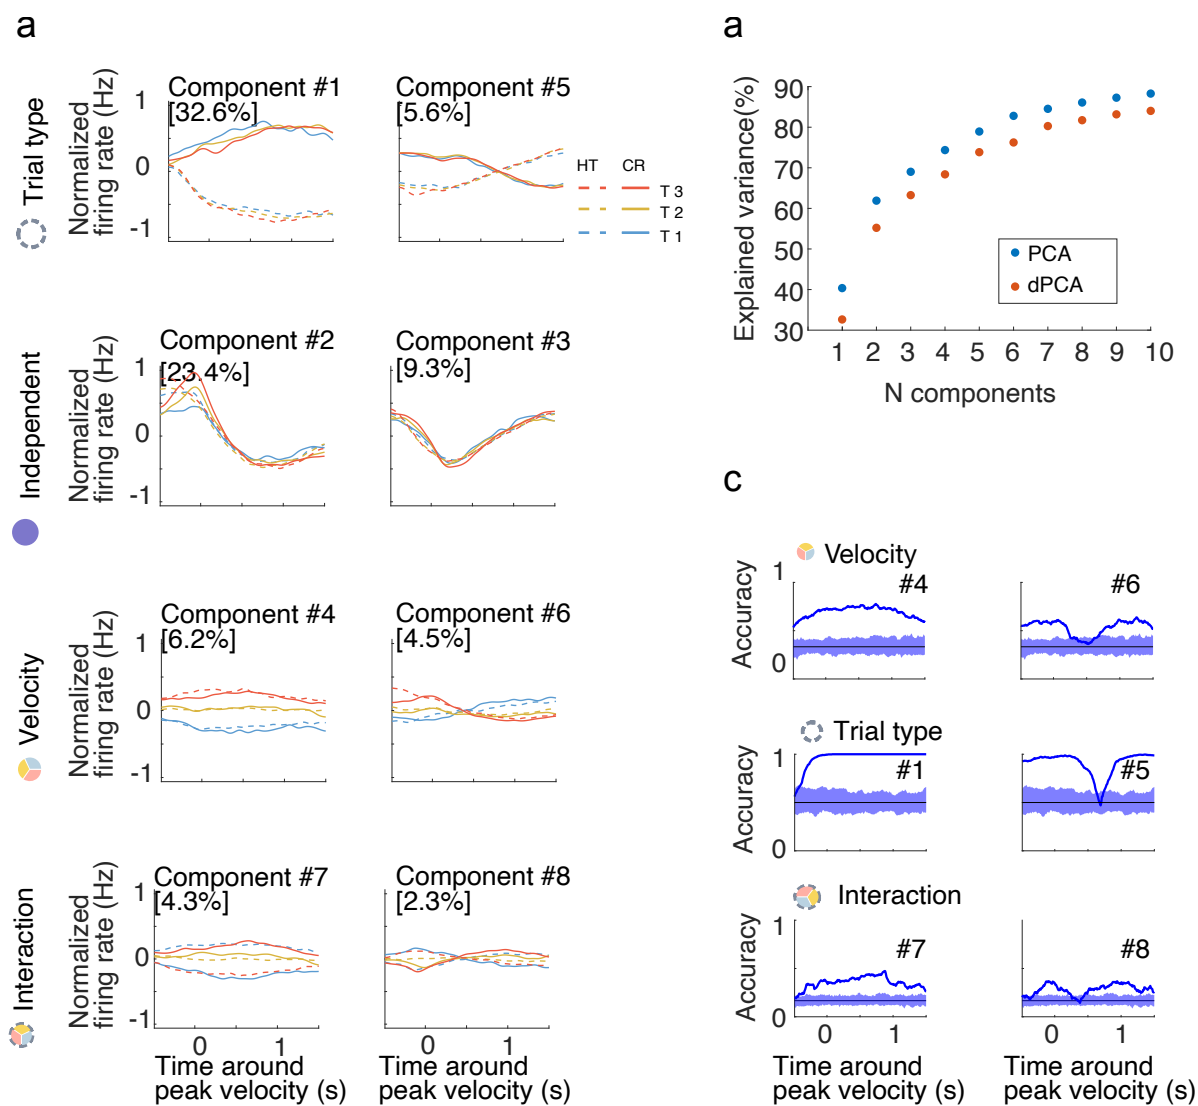 a
Trial type
Normalized
firing rate (Hz)
1
0
-1
Component #1
[32.6%]
Component #5
[5.6%]
HT CR
T 3
T 2
T 1
Independent
Normalized
firing rate (Hz)
1
0
-1
Component #2
[23.4%]
Component #3
[9.3%]
Velocity
Normalized
firing rate (Hz)
1
0
-1
Component #4
[6.2%]
Component #6
[4.5%]
Interaction
Normalized
firing rate (Hz)
1
0
-1
Component #7
[4.3%]
Component #8
[2.3%]
0 1
0 1
Time around
peak velocity (s)
Time around
peak velocity (s)
a
Explained variance(%)
90
80
70
60
50
40
30
PCA
dPCA
1 2 3 4 5 6 7 8 9 10
N components
c
Velocity
Accuracy
1
0
#4
#6
Trial type
Accuracy
1
0
#1
#5
Interaction
Accuracy
1
0
#7
#8
0 1
0 1
Time around
peak velocity (s)
Time around
peak velocity (s)